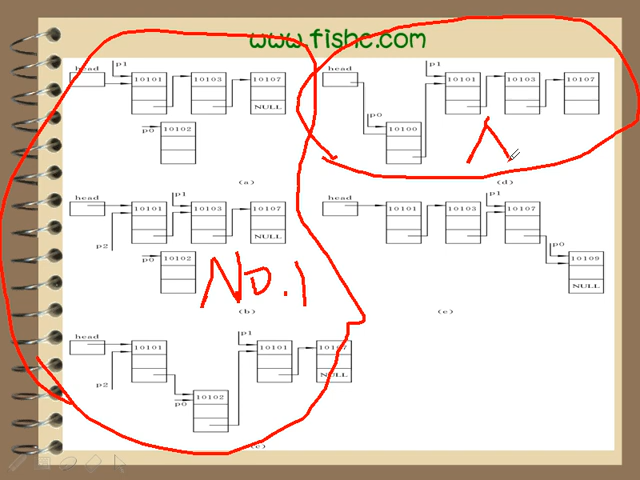 www.fishc.com
head p1 10101 10103 10107 NULL
p0 10102
(a)
head p1 10101 10103 10107 NULL
p2 p0 10102
(b)
head p1 10101 10101 NULL
p2 p0 10102
(c)
head p1 10101 10103 10107
p0 10100
(d)
head p1 10101 10103 10107
p0 10109 NULL
(e)
NO.1